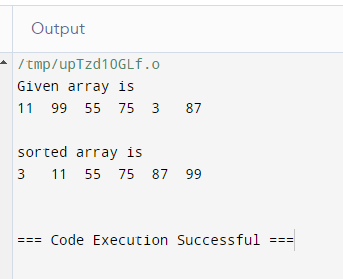 Output
/tmp/upTzd1OGLf.o
Given array is
11 99 55 75 3 87
sorted array is
3 11 55 75 87 99
=== Code Execution Successful ===